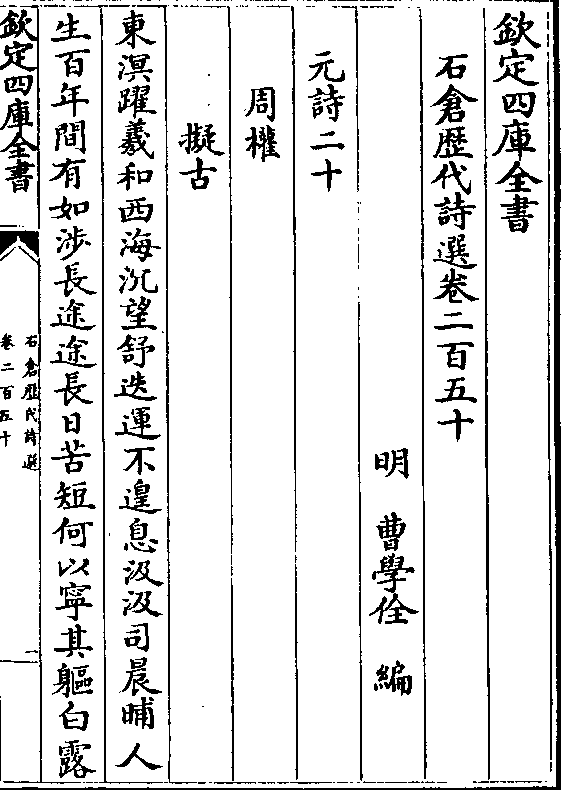 欽定四庫全書
石倉歴代詩選卷二百五十
明 曹學佺 編
元詩二十
周權
擬古
東溟躍羲和西海沉望舒迭運不遑息汲汲司晨晡人
生百年間有如涉長途途長日苦短何以寧其軀白露
欽定四庫全書
石倉歴代詩選
卷二百五十
一